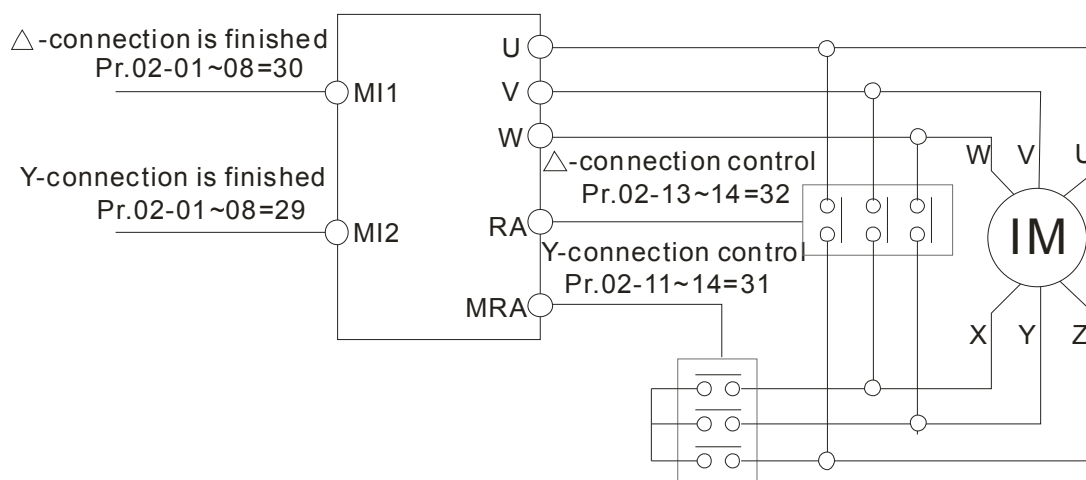 △-connection is finished
Pr.02-01~08=30
MI1
Y-connection is finished
Pr.02-01~08=29
MI2
U
V
W
△-connection control
Pr.02-13~14=32
RA
Y-connection control
Pr.02-11~14=31
MRA
W V U
IM
X Y Z